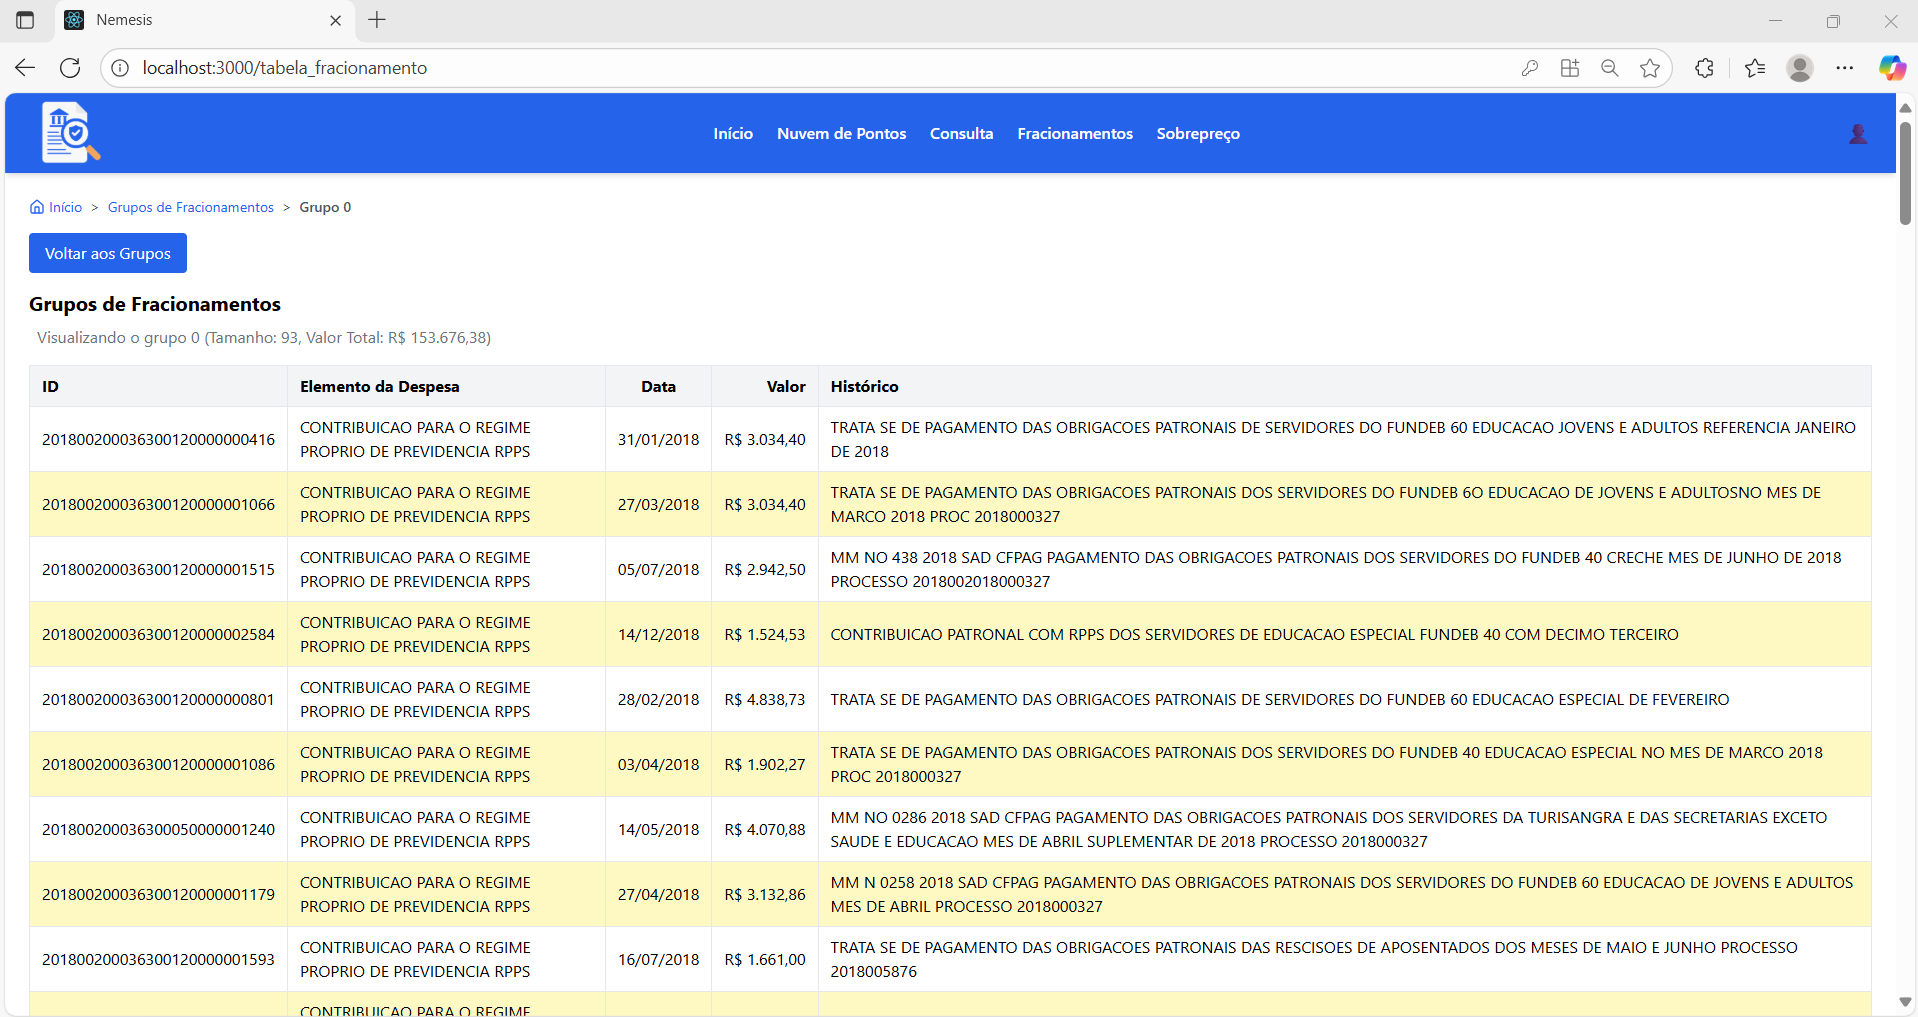 Nemesis
localhost:3000/tabela_fracionamento
Início Nuvem de Pontos Consulta Fracionamentos Sobrepreço
Início > Grupos de Fracionamentos > Grupo 0
Voltar aos Grupos
Grupos de Fracionamentos
Visualizando o grupo 0 (Tamanho: 93, Valor Total: R$ 153.676,38)
ID Elemento da Despesa Data Valor Histórico
201800200036300120000000416 CONTRIBUICAO PARA O REGIME PROPRIO DE PREVIDENCIA RPPS 31/01/2018 R$ 3.034,40 TRATA SE DE PAGAMENTO DAS OBRIGACOES PATRONAIS DE SERVIDORES DO FUNDEB 60 EDUCACAO JOVENS E ADULTOS REFERENCIA JANEIRO DE 2018
201800200036300120000001066 CONTRIBUICAO PARA O REGIME PROPRIO DE PREVIDENCIA RPPS 27/03/2018 R$ 3.034,40 TRATA SE DE PAGAMENTO DAS OBRIGACOES PATRONAIS DOS SERVIDORES DO FUNDEB 6O EDUCACAO DE JOVENS E ADULTOSNO MES DE MARCO 2018 PROC 2018000327
201800200036300120000001515 CONTRIBUICAO PARA O REGIME PROPRIO DE PREVIDENCIA RPPS 05/07/2018 R$ 2.942,50 MM NO 438 2018 SAD CFPAG PAGAMENTO DAS OBRIGACOES PATRONAIS DOS SERVIDORES DO FUNDEB 40 CRECHE MES DE JUNHO DE 2018 PROCESSO 2018002018000327
201800200036300120000002584 CONTRIBUICAO PARA O REGIME PROPRIO DE PREVIDENCIA RPPS 14/12/2018 R$ 1.524,53 CONTRIBUICAO PATRONAL COM RPPS DOS SERVIDORES DE EDUCACAO ESPECIAL FUNDEB 40 COM DECIMO TERCEIRO
201800200036300120000000801 CONTRIBUICAO PARA O REGIME PROPRIO DE PREVIDENCIA RPPS 28/02/2018 R$ 4.838,73 TRATA SE DE PAGAMENTO DAS OBRIGACOES PATRONAIS DE SERVIDORES DO FUNDEB 60 EDUCACAO ESPECIAL DE FEVEREIRO
201800200036300120000001086 CONTRIBUICAO PARA O REGIME PROPRIO DE PREVIDENCIA RPPS 03/04/2018 R$ 1.902,27 TRATA SE DE PAGAMENTO DAS OBRIGACOES PATRONAIS DOS SERVIDORES DO FUNDEB 40 EDUCACAO ESPECIAL NO MES DE MARCO 2018 PROC 2018000327
201800200036300050000001240 CONTRIBUICAO PARA O REGIME PROPRIO DE PREVIDENCIA RPPS 14/05/2018 R$ 4.070,88 MM NO 0286 2018 SAD CFPAG PAGAMENTO DAS OBRIGACOES PATRONAIS DOS SERVIDORES DA TURISANGRA E DAS SECRETARIAS EXCETO SAUDE E EDUCACAO MES DE ABRIL SUPLEMENTAR DE 2018 PROCESSO 2018000327
201800200036300120000001179 CONTRIBUICAO PARA O REGIME PROPRIO DE PREVIDENCIA RPPS 27/04/2018 R$ 3.132,86 MM N 0258 2018 SAD CFPAG PAGAMENTO DAS OBRIGACOES PATRONAIS DOS SERVIDORES DO FUNDEB 60 EDUCACAO DE JOVENS E ADULTOS MES DE ABRIL PROCESSO 2018000327
201800200036300120000001593 CONTRIBUICAO PARA O REGIME PROPRIO DE PREVIDENCIA RPPS 16/07/2018 R$ 1.661,00 TRATA SE DE PAGAMENTO DAS OBRIGACOES PATRONAIS DAS RESCISOES DE APOSENTADOS DOS MESES DE MAIO E JUNHO PROCESSO 2018005876
CONTRIBUICAO PARA O REGIME